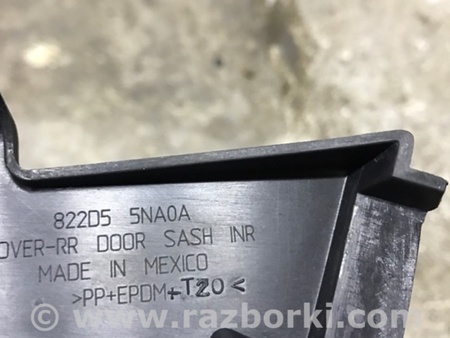 822D5 5NA0A
OVER-RR DOOR SASH INR
MADE IN MEXICO
>PP+EPDM+T20<
© www.razborki.com